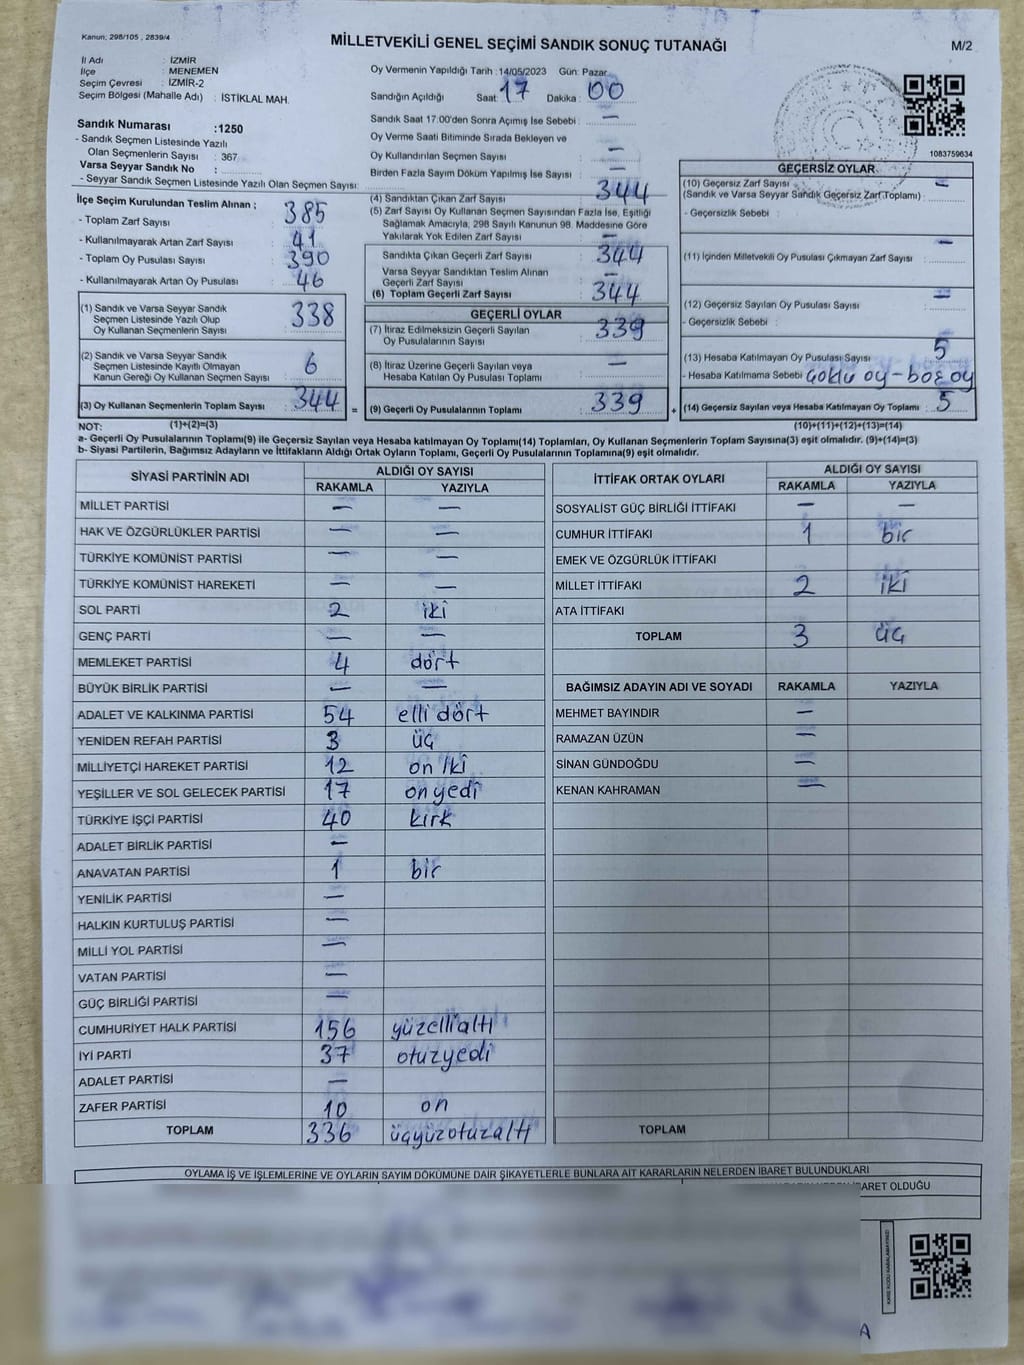 Kanun; 298/105 , 2839/4
MİLLETVEKİLİ GENEL SEÇİMİ SANDIK SONUÇ TUTANAĞI
M/2
İl Adı : İZMİR
İlçe : MENEMEN
Seçim Çevresi : İZMİR-2
Seçim Bölgesi (Mahalle Adı) : İSTİKLAL MAH.
Oy Vermenin Yapıldığı Tarih :14/05/2023 Gün: Pazar
Sandığın Açıldığı Saat: 17 Dakika: 00
Sandık Saat 17:00'den Sonra Açımış İse Sebebi : —
Oy Verme Saati Bitiminde Sırada Bekleyen ve
Oy Kullandırılan Seçmen Sayısı : —
Birden Fazla Sayım Döküm Yapılmış İse Sayısı : —
Sandık Numarası :1250
- Sandık Seçmen Listesinde Yazılı
Olan Seçmenlerin Sayısı : 367
Varsa Seyyar Sandık No :
- Seyyar Sandık Seçmen Listesinde Yazılı Olan Seçmen Sayısı:
1083759634
İlçe Seçim Kurulundan Teslim Alınan ;
- Toplam Zarf Sayısı : 385
- Kullanılmayarak Artan Zarf Sayısı : 41
- Toplam Oy Pusulası Sayısı : 390
- Kullanılmayarak Artan Oy Pusulası : 46
(1) Sandık ve Varsa Seyyar Sandık
Seçmen Listesinde Yazılı Olup
Oy Kullanan Seçmenlerin Sayısı : 338
(2) Sandık ve Varsa Seyyar Sandık
Seçmen Listesinde Kayıtlı Olmayan
Kanun Gereği Oy Kullanan Seçmen Sayısı : 6
(3) Oy Kullanan Seçmenlerin Toplam Sayısı : 344 =
(4) Sandıktan Çıkan Zarf Sayısı : 344
(5) Zarf Sayısı Oy Kullanan Seçmen Sayısından Fazla İse, Eşitliği
Sağlamak Amacıyla, 298 Sayılı Kanunun 98. Maddesine Göre
Yakılarak Yok Edilen Zarf Sayısı : —
Sandıkta Çıkan Geçerli Zarf Sayısı : 344
Varsa Seyyar Sandıktan Teslim Alınan
Geçerli Zarf Sayısı : —
(6) Toplam Geçerli Zarf Sayısı : 344
GEÇERLİ OYLAR
(7) İtiraz Edilmeksizin Geçerli Sayılan
Oy Pusulalarının Sayısı : 339
(8) İtiraz Üzerine Geçerli Sayılan veya
Hesaba Katılan Oy Pusulası Toplamı : —
(9) Geçerli Oy Pusulalarının Toplamı : 339 +
GEÇERSİZ OYLAR
(10) Geçersiz Zarf Sayısı : —
(Sandık ve Varsa Seyyar Sandık Geçersiz Zarf Toplamı)
- Geçersizlik Sebebi :
(11) İçinden Milletvekili Oy Pusulası Çıkmayan Zarf Sayısı : —
(12) Geçersiz Sayılan Oy Pusulası Sayısı : —
- Geçersizlik Sebebi :
(13) Hesaba Katılmayan Oy Pusulası Sayısı : 5
- Hesaba Katılmama Sebebi : Çoklu oy-boş oy
(14) Geçersiz Sayılan veya Hesaba Katılmayan Oy Toplamı : 5
NOT: (1)+(2)=(3) (10)+(11)+(12)+(13)=(14)
a- Geçerli Oy Pusulalarının Toplamı(9) ile Geçersiz Sayılan veya Hesaba katılmayan Oy Toplamı(14) Toplamları, Oy Kullanan Seçmenlerin Toplam Sayısına(3) eşit olmalıdır. (9)+(14)=(3)
b- Siyasi Partilerin, Bağımsız Adayların ve İttifakların Aldığı Ortak Oyların Toplamı, Geçerli Oy Pusulalarının Toplamına(9) eşit olmalıdır.
SİYASİ PARTİNİN ADI ALDIĞI OY SAYISI
RAKAMLA YAZIYLA
MİLLET PARTİSİ — —
HAK VE ÖZGÜRLÜKLER PARTİSİ — —
TÜRKİYE KOMÜNİST PARTİSİ — —
TÜRKİYE KOMÜNİST HAREKETİ — —
SOL PARTİ 2 iki
GENÇ PARTİ — —
MEMLEKET PARTİSİ 4 dört
BÜYÜK BİRLİK PARTİSİ — —
ADALET VE KALKINMA PARTİSİ 54 elli dört
YENİDEN REFAH PARTİSİ 3 üç
MİLLİYETÇİ HAREKET PARTİSİ 12 on iki
YEŞİLLER VE SOL GELECEK PARTİSİ 17 on yedi
TÜRKİYE İŞÇİ PARTİSİ 40 kırk
ADALET BİRLİK PARTİSİ —
ANAVATAN PARTİSİ 1 bir
YENİLİK PARTİSİ —
HALKIN KURTULUŞ PARTİSİ —
MİLLİ YOL PARTİSİ —
VATAN PARTİSİ —
GÜÇ BİRLİĞİ PARTİSİ —
CUMHURİYET HALK PARTİSİ 156 yüzellialtı
İYİ PARTİ 37 otuzyedi
ADALET PARTİSİ —
ZAFER PARTİSİ 10 on
TOPLAM 336 üçyüzotuzaltı
İTTİFAK ORTAK OYLARI ALDIĞI OY SAYISI
RAKAMLA YAZIYLA
SOSYALİST GÜÇ BİRLİĞİ İTTİFAKI — —
CUMHUR İTTİFAKI 1 bir
EMEK VE ÖZGÜRLÜK İTTİFAKI
MİLLET İTTİFAKI 2 iki
ATA İTTİFAKI
TOPLAM 3 üç
BAĞIMSIZ ADAYIN ADI VE SOYADI RAKAMLA YAZIYLA
MEHMET BAYINDIR —
RAMAZAN ÜZÜN —
SİNAN GÜNDOĞDU —
KENAN KAHRAMAN —
TOPLAM
OYLAMA İŞ VE İŞLEMLERİNE VE OYLARIN SAYIM DÖKÜMÜNE DAİR ŞİKAYETLERLE BUNLARA AİT KARARLARIN NELERDEN İBARET BULUNDUKLARI
OLDUĞU
KARE KODU KARALAMAYINIZ!